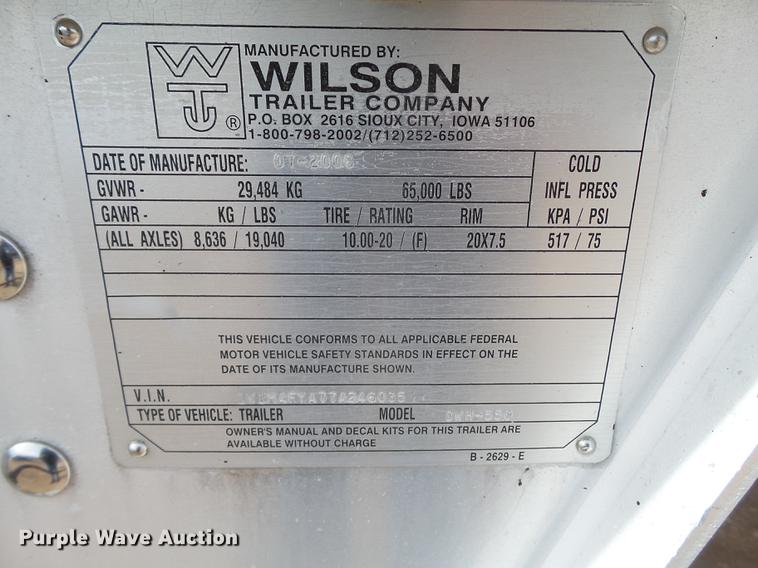 WT ®
MANUFACTURED BY:
WILSON
TRAILER COMPANY
P.O. BOX 2616 SIOUX CITY, IOWA 51106
1-800-798-2002/(712)252-6500
DATE OF MANUFACTURE: 07-2006 COLD
GVWR - 29,484 KG 65,000 LBS INFL PRESS
GAWR - KG / LBS TIRE / RATING RIM KPA / PSI
(ALL AXLES) 8,636 / 19,040 10.00-20 / (F) 20X7.5 517 / 75
THIS VEHICLE CONFORMS TO ALL APPLICABLE FEDERAL
MOTOR VEHICLE SAFETY STANDARDS IN EFFECT ON THE
DATE OF ITS MANUFACTURE SHOWN.
V.I.N.
TYPE OF VEHICLE: TRAILER MODEL
OWNER'S MANUAL AND DECAL KITS FOR THIS TRAILER ARE
AVAILABLE WITHOUT CHARGE
B - 2629 - E
Purple Wave Auction